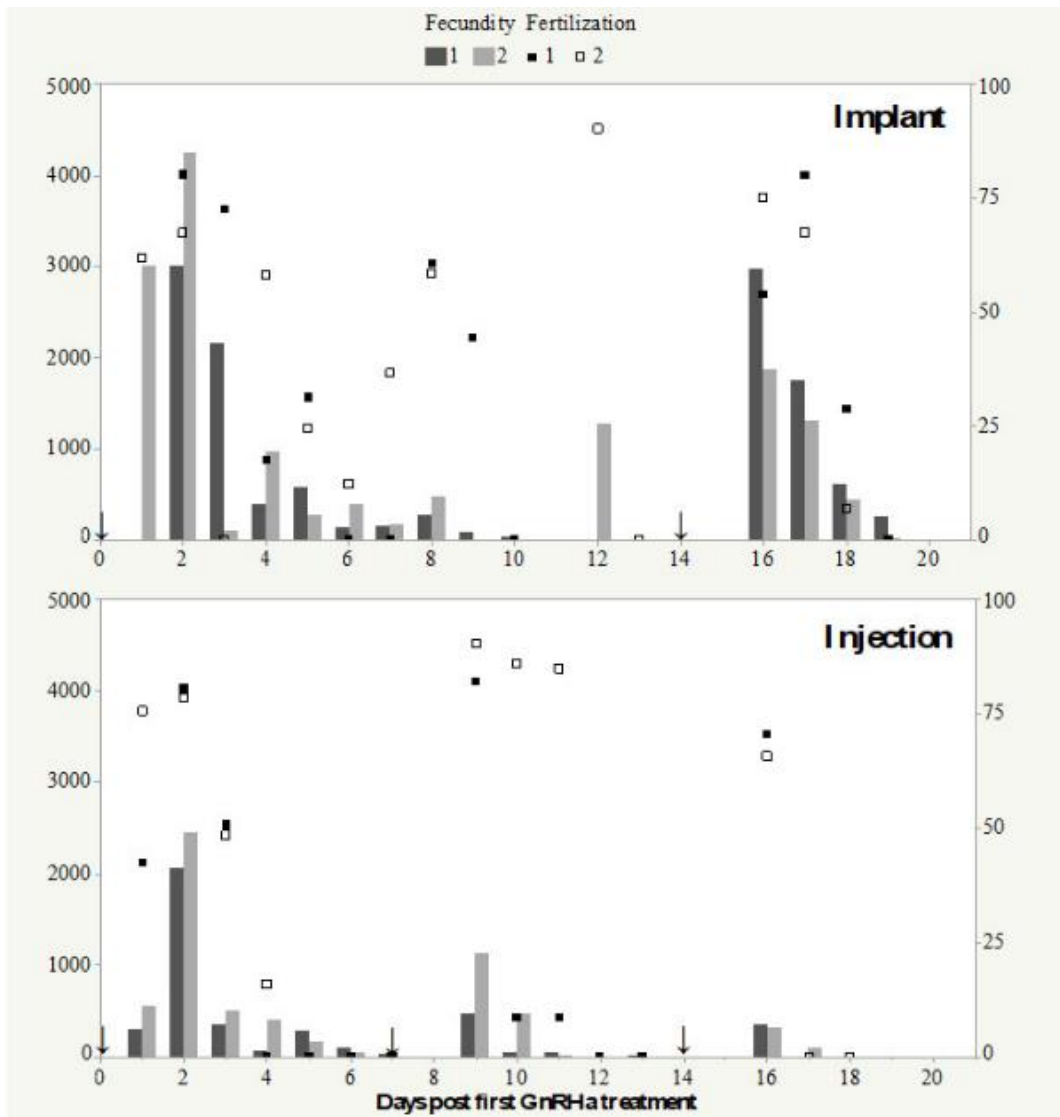 Fecundity Fertilization
1 2 1 2
5000 100
Implant
4000
75
3000
50
2000
25
1000
0 0
0 2 4 6 8 10 12 14 16 18 20
5000 100
Injection
4000
75
3000
50
2000
25
1000
0 0
0 2 4 6 8 10 12 14 16 18 20
Days post first GnRHa treatment